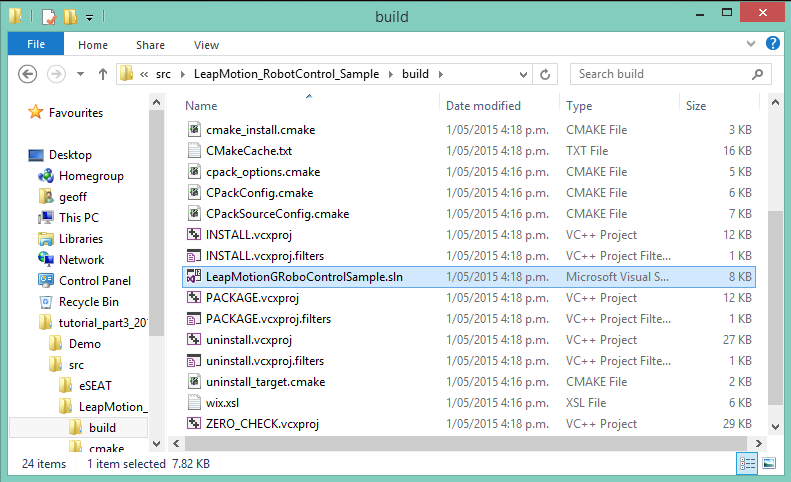 build
File Home Share View
« src LeapMotion_RobotControl_Sample build Search build
Name Date modified Type Size
Favourites
Desktop
Homegroup
geoff
This PC
Libraries
Network
Control Panel
Recycle Bin
tutorial_part3_20
Demo
src
eSEAT
LeapMotion_
build
cmake
cmake_install.cmake 1/05/2015 4:18 p.m. CMAKE File 3 KB
CMakeCache.txt 1/05/2015 4:18 p.m. TXT File 16 KB
cpack_options.cmake 1/05/2015 4:16 p.m. CMAKE File 5 KB
CPackConfig.cmake 1/05/2015 4:18 p.m. CMAKE File 6 KB
CPackSourceConfig.cmake 1/05/2015 4:18 p.m. CMAKE File 7 KB
INSTALL.vcxproj 1/05/2015 4:18 p.m. VC++ Project 12 KB
INSTALL.vcxproj.filters 1/05/2015 4:18 p.m. VC++ Project Filte... 1 KB
LeapMotionGRoboControlSample.sln 1/05/2015 4:18 p.m. Microsoft Visual S... 8 KB
PACKAGE.vcxproj 1/05/2015 4:18 p.m. VC++ Project 12 KB
PACKAGE.vcxproj.filters 1/05/2015 4:18 p.m. VC++ Project Filte... 1 KB
uninstall.vcxproj 1/05/2015 4:18 p.m. VC++ Project 27 KB
uninstall.vcxproj.filters 1/05/2015 4:18 p.m. VC++ Project Filte... 1 KB
uninstall_target.cmake 1/05/2015 4:16 p.m. CMAKE File 2 KB
wix.xsl 1/05/2015 4:16 p.m. XSL File 2 KB
ZERO_CHECK.vcxproj 1/05/2015 4:18 p.m. VC++ Project 29 KB
24 items 1 item selected 7.82 KB